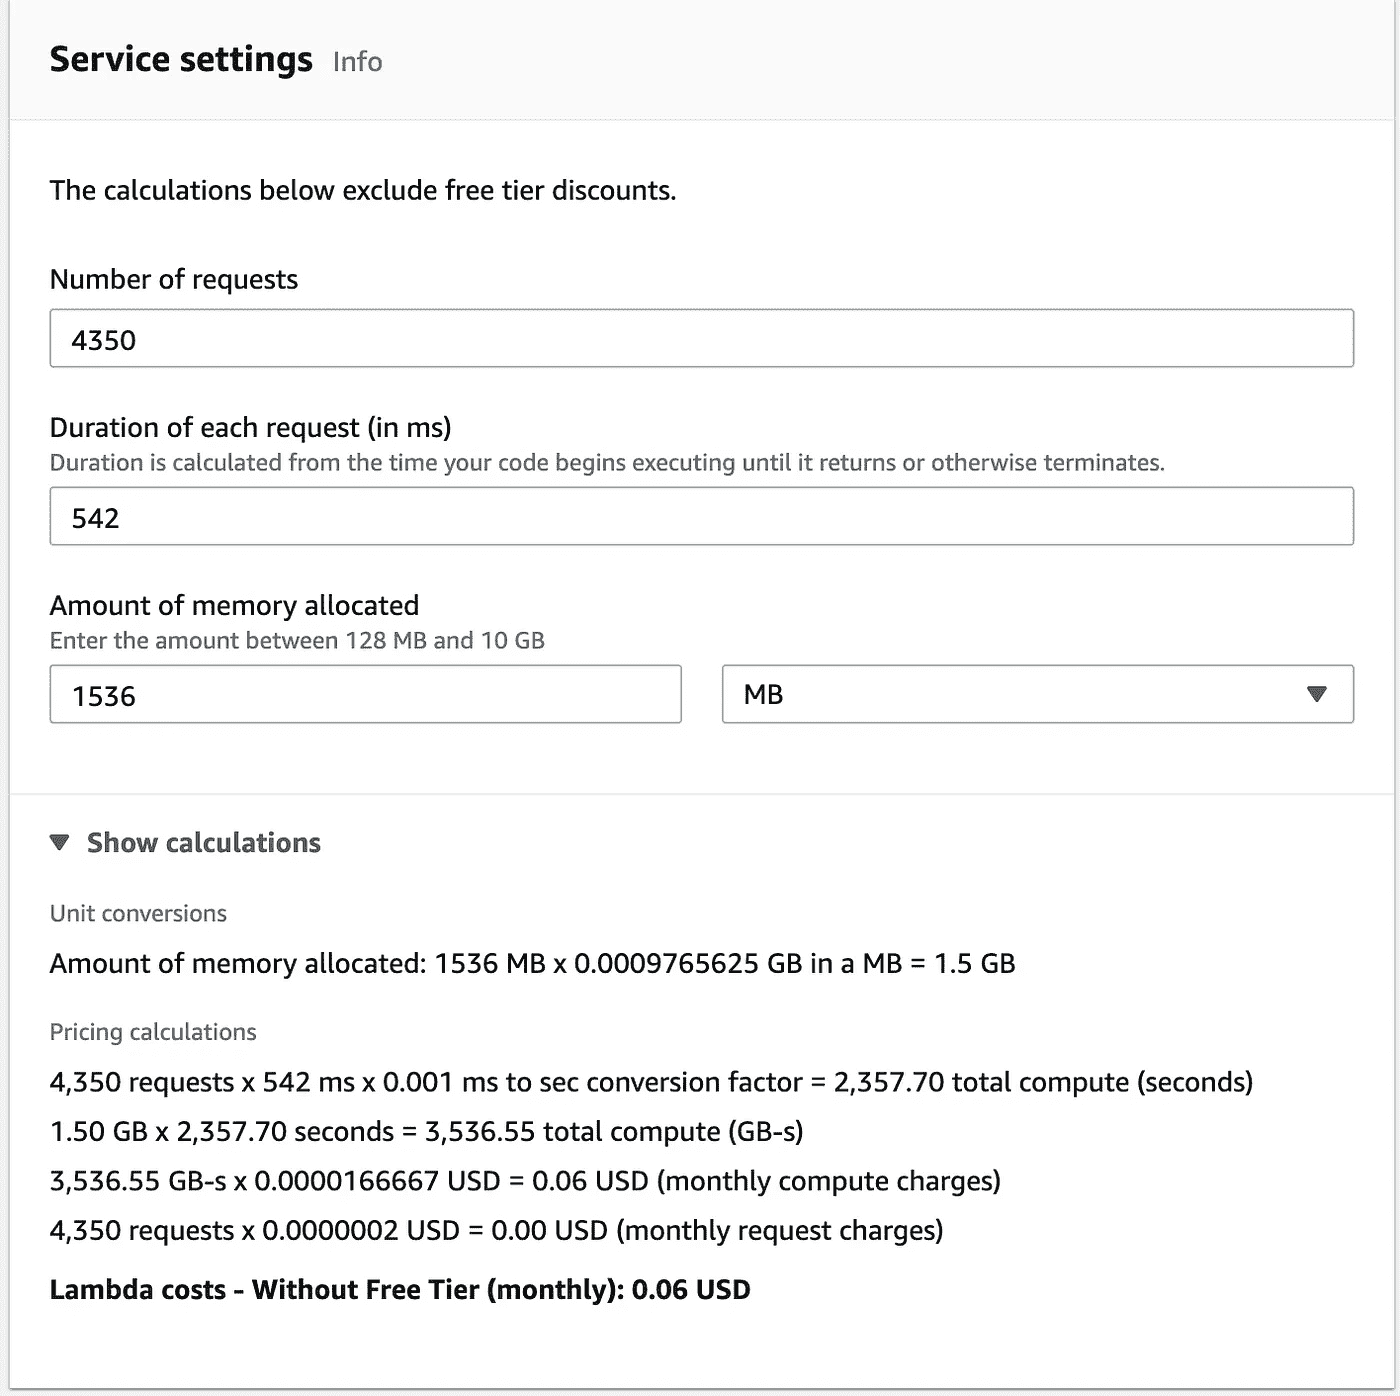 Service settings Info
The calculations below exclude free tier discounts.
Number of requests
4350
Duration of each request (in ms)
Duration is calculated from the time your code begins executing until it returns or otherwise terminates.
542
Amount of memory allocated
Enter the amount between 128 MB and 10 GB
1536 MB
Show calculations
Unit conversions
Amount of memory allocated: 1536 MB x 0.0009765625 GB in a MB = 1.5 GB
Pricing calculations
4,350 requests x 542 ms x 0.001 ms to sec conversion factor = 2,357.70 total compute (seconds)
1.50 GB x 2,357.70 seconds = 3,536.55 total compute (GB-s)
3,536.55 GB-s x 0.0000166667 USD = 0.06 USD (monthly compute charges)
4,350 requests x 0.0000002 USD = 0.00 USD (monthly request charges)
Lambda costs - Without Free Tier (monthly): 0.06 USD